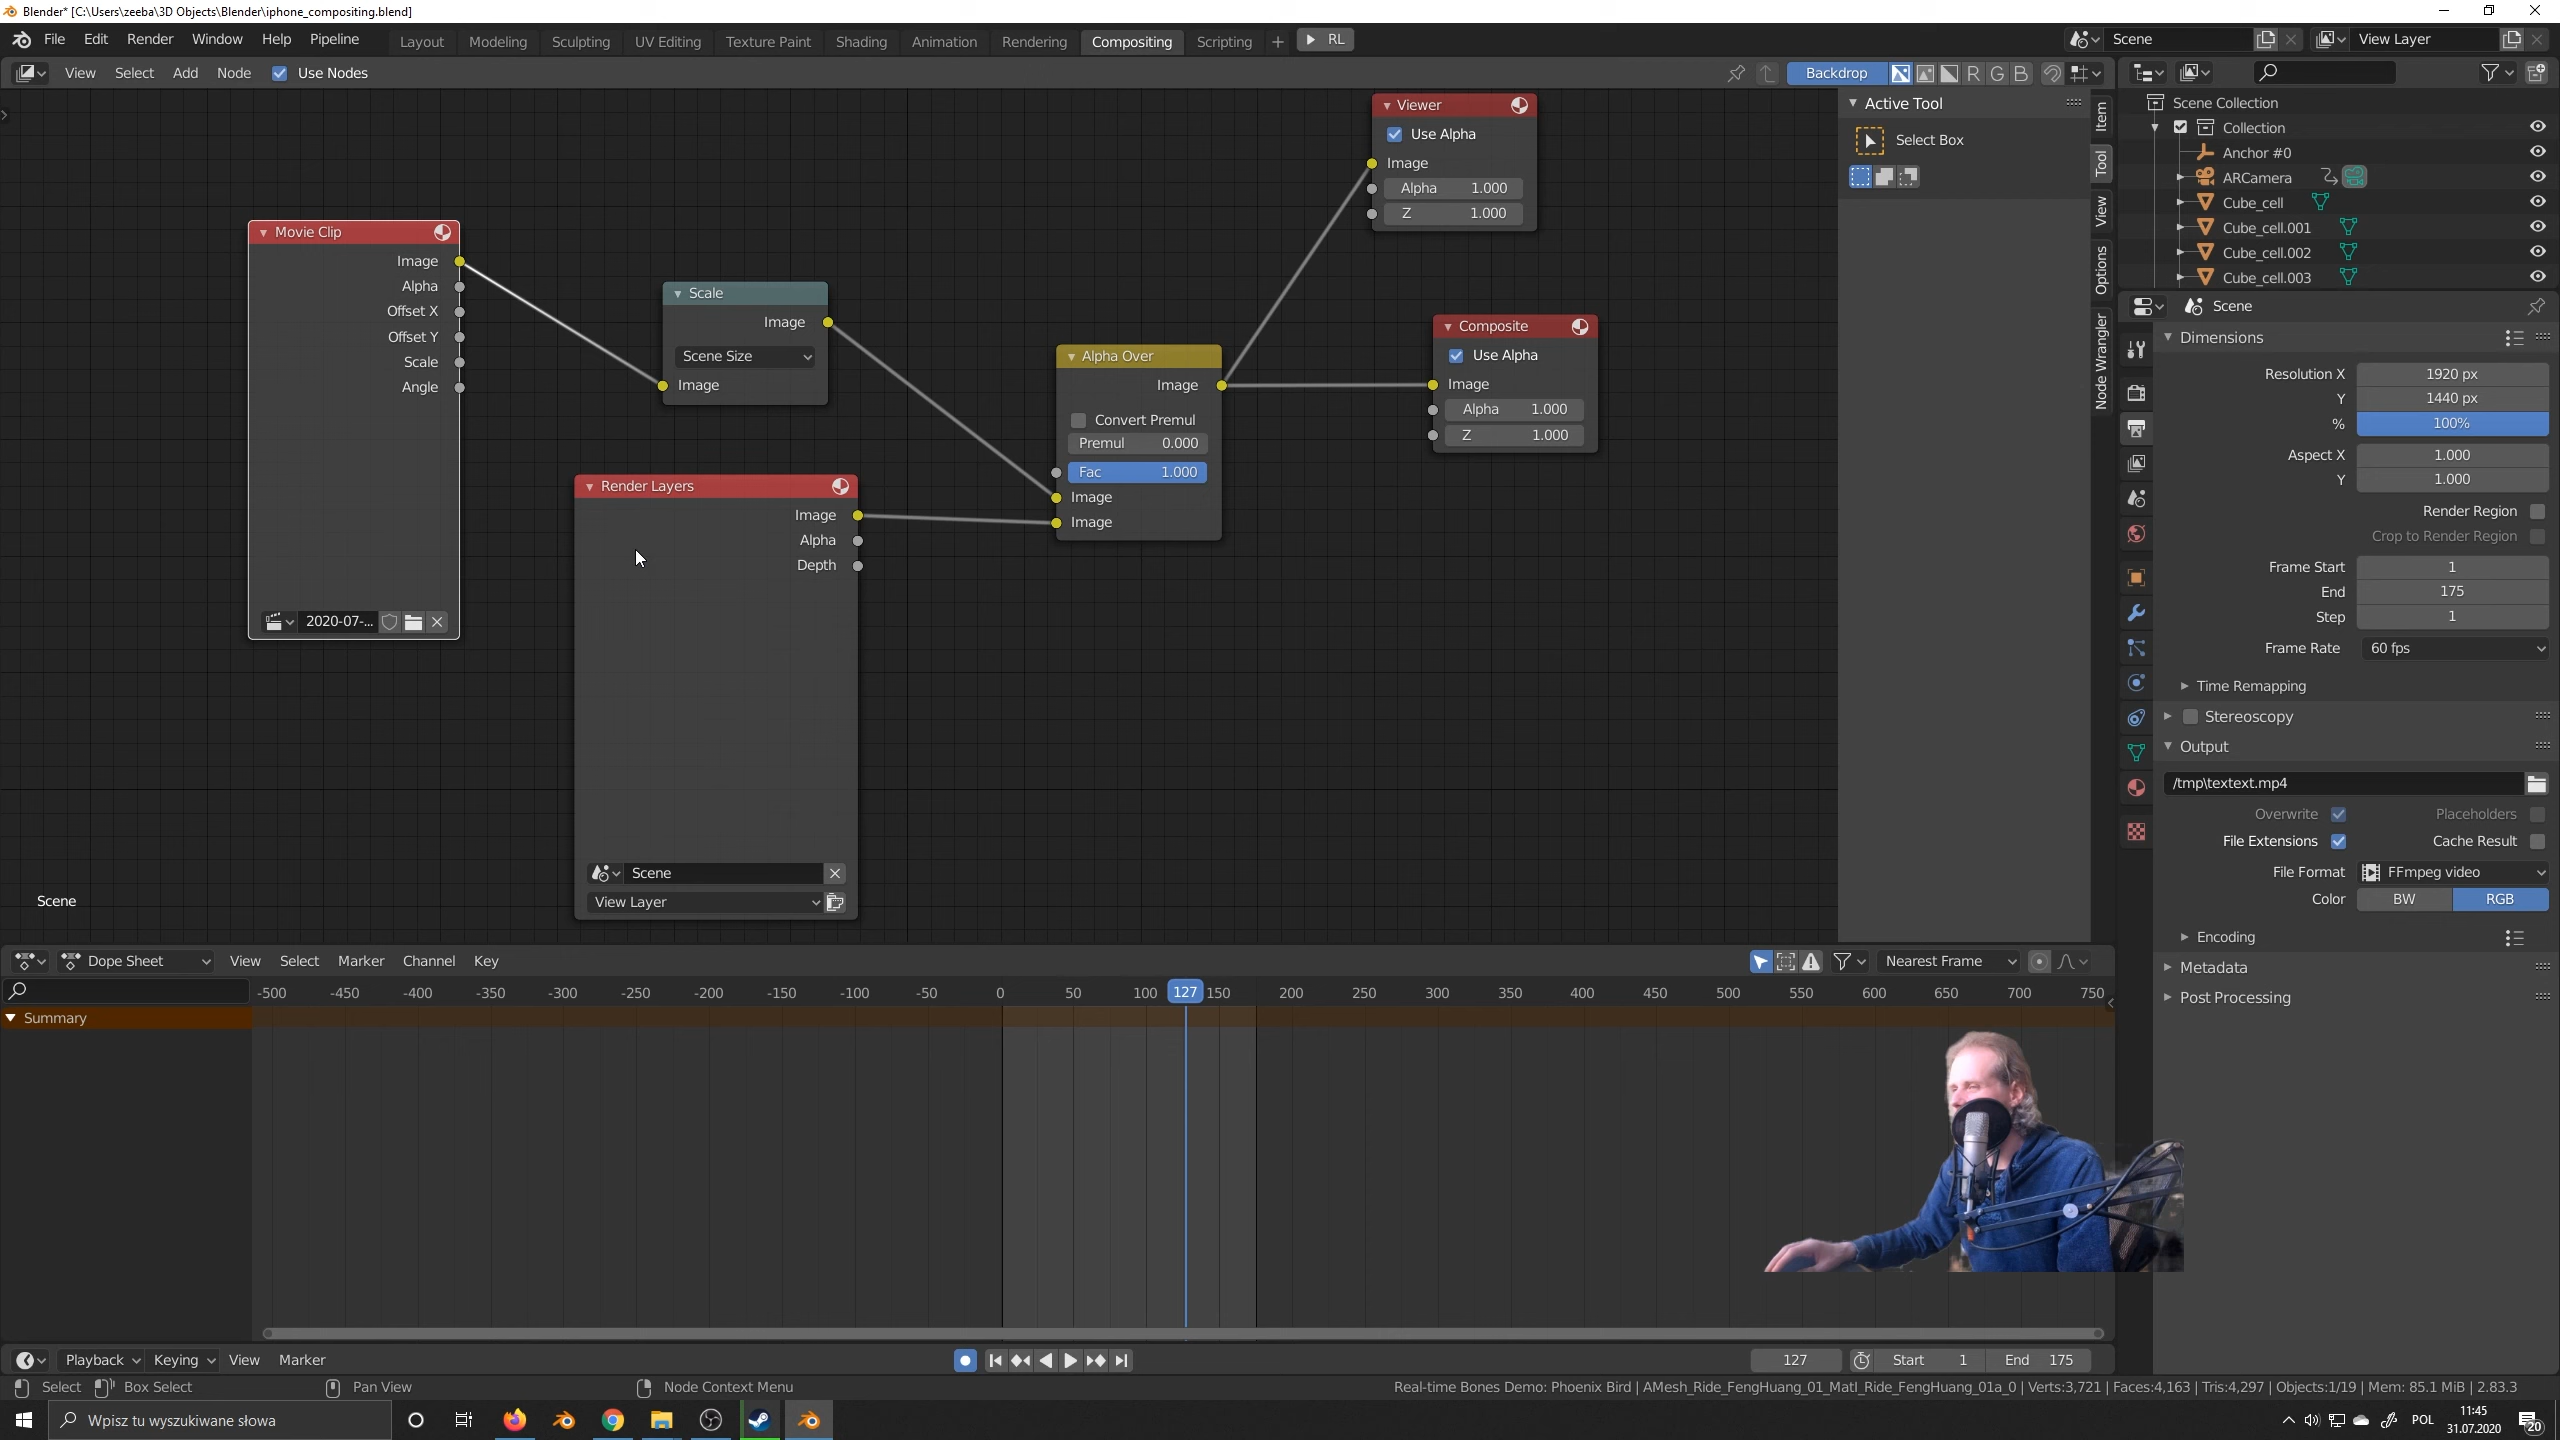 Blender* [C:\Users\zeeba\3D Objects\Blender\iphone_compositing.blend]
File Edit Render Window Help Pipeline Layout Modeling Sculpting UV Editing Texture Paint Shading Animation Rendering Compositing Scripting + RL Scene View Layer
View Select Add Node Use Nodes Backdrop R G B
Viewer
Use Alpha
Image
Alpha 1.000
Z 1.000
Movie Clip
Image
Alpha
Offset X
Offset Y
Scale
Angle
2020-07-...
Scale
Image
Scene Size
Image
Alpha Over
Image
Convert Premul
Premul 0.000
Fac 1.000
Image
Image
Composite
Use Alpha
Image
Alpha 1.000
Z 1.000
Render Layers
Image
Alpha
Depth
Scene
View Layer
Scene
Active Tool
Select Box
Item
Tool
View
Options
Node Wrangler
Scene Collection
Collection
Anchor #0
ARCamera
Cube_cell
Cube_cell.001
Cube_cell.002
Cube_cell.003
Scene
Dimensions
Resolution X 1920 px
Y 1440 px
% 100%
Aspect X 1.000
Y 1.000
Render Region
Crop to Render Region
Frame Start 1
End 175
Step 1
Frame Rate 60 fps
Time Remapping
Stereoscopy
Output
/tmp\textext.mp4
Overwrite Placeholders
File Extensions Cache Result
File Format FFmpeg video
Color BW RGB
Encoding
Metadata
Post Processing
Dope Sheet View Select Marker Channel Key Nearest Frame
-500 -450 -400 -350 -300 -250 -200 -150 -100 -50 0 50 100 127 150 200 250 300 350 400 450 500 550 600 650 700 750
Summary
Playback Keying View Marker 127 Start 1 End 175
Select Box Select Pan View Node Context Menu Real-time Bones Demo: Phoenix Bird | AMesh_Ride_FengHuang_01_Matl_Ride_FengHuang_01a_0 | Verts:3,721 | Faces:4,163 | Tris:4,297 | Objects:1/19 | Mem: 85.1 MiB | 2.83.3
Wpisz tu wyszukiwane słowa POL 11:45
31.07.2020 20